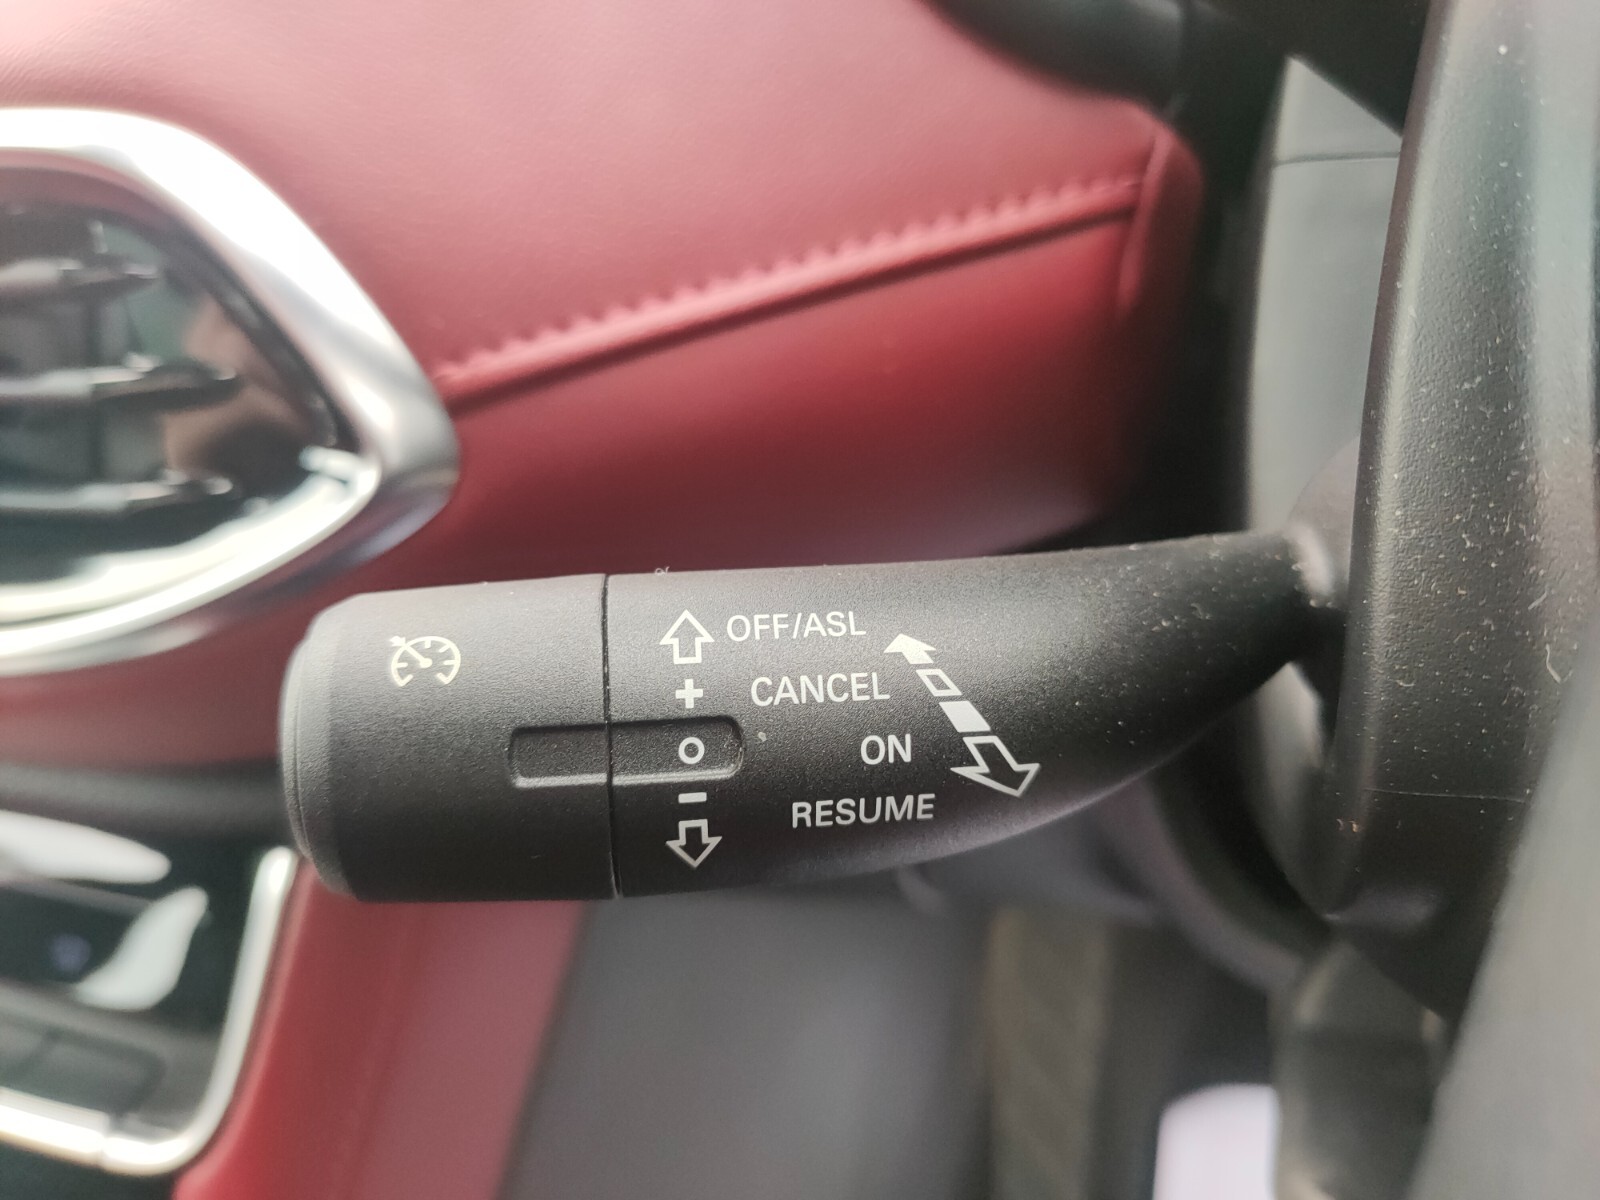 OFF/ASL
+ CANCEL
O ON
- RESUME